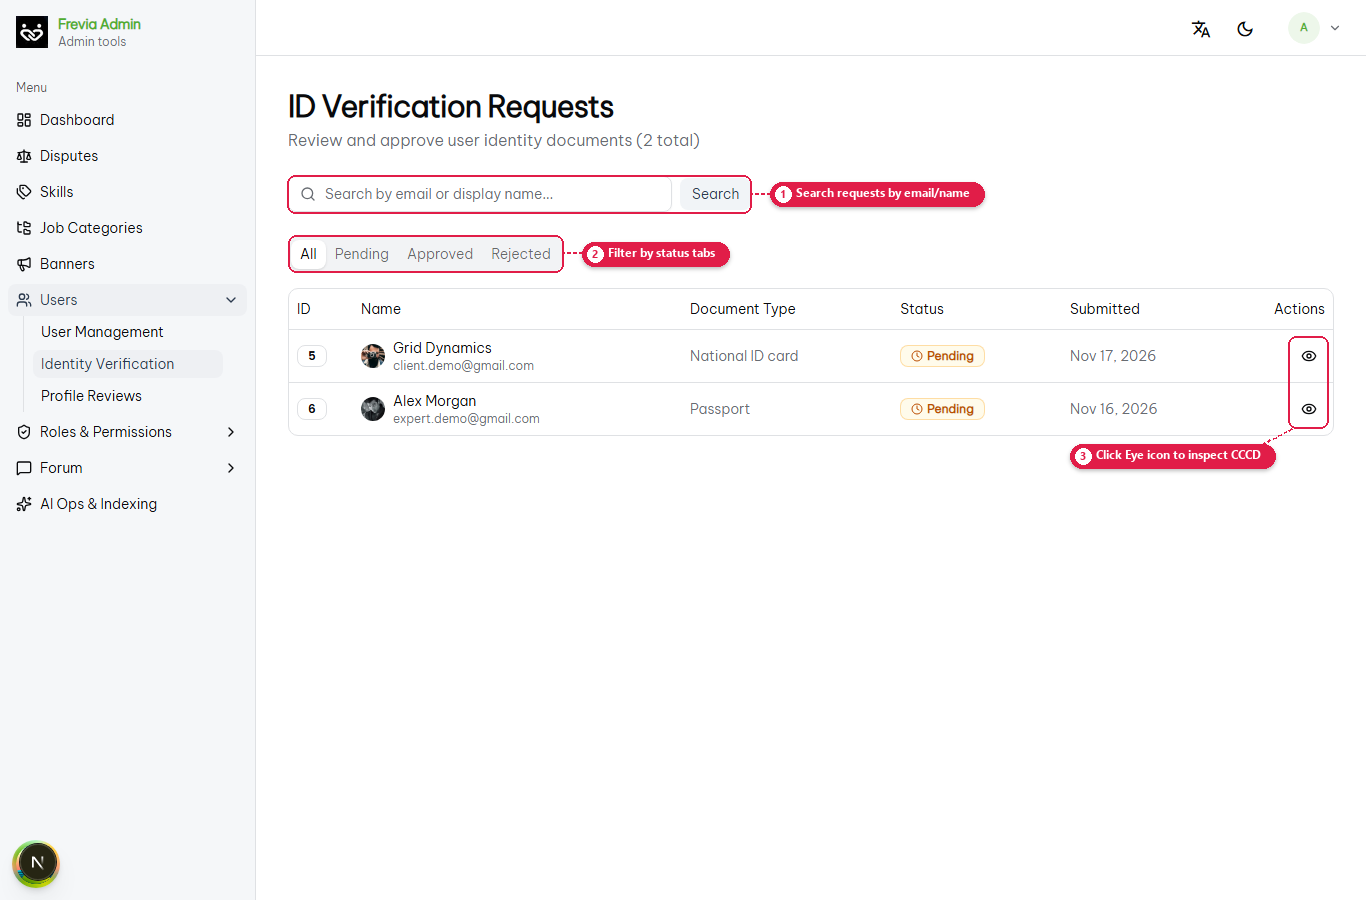 Frevia Admin
Admin tools
A
Menu
Dashboard
Disputes
Skills
Job Categories
Banners
Users
User Management
Identity Verification
Profile Reviews
Roles & Permissions
Forum
AI Ops & Indexing
N
ID Verification Requests
Review and approve user identity documents (2 total)
Search by email or display name... Search 1 Search requests by email/name
All Pending Approved Rejected 2 Filter by status tabs
ID Name Document Type Status Submitted Actions
5 Grid Dynamics National ID card Pending Nov 17, 2026
client.demo@gmail.com
6 Alex Morgan Passport Pending Nov 16, 2026
expert.demo@gmail.com
3 Click Eye icon to inspect CCCD